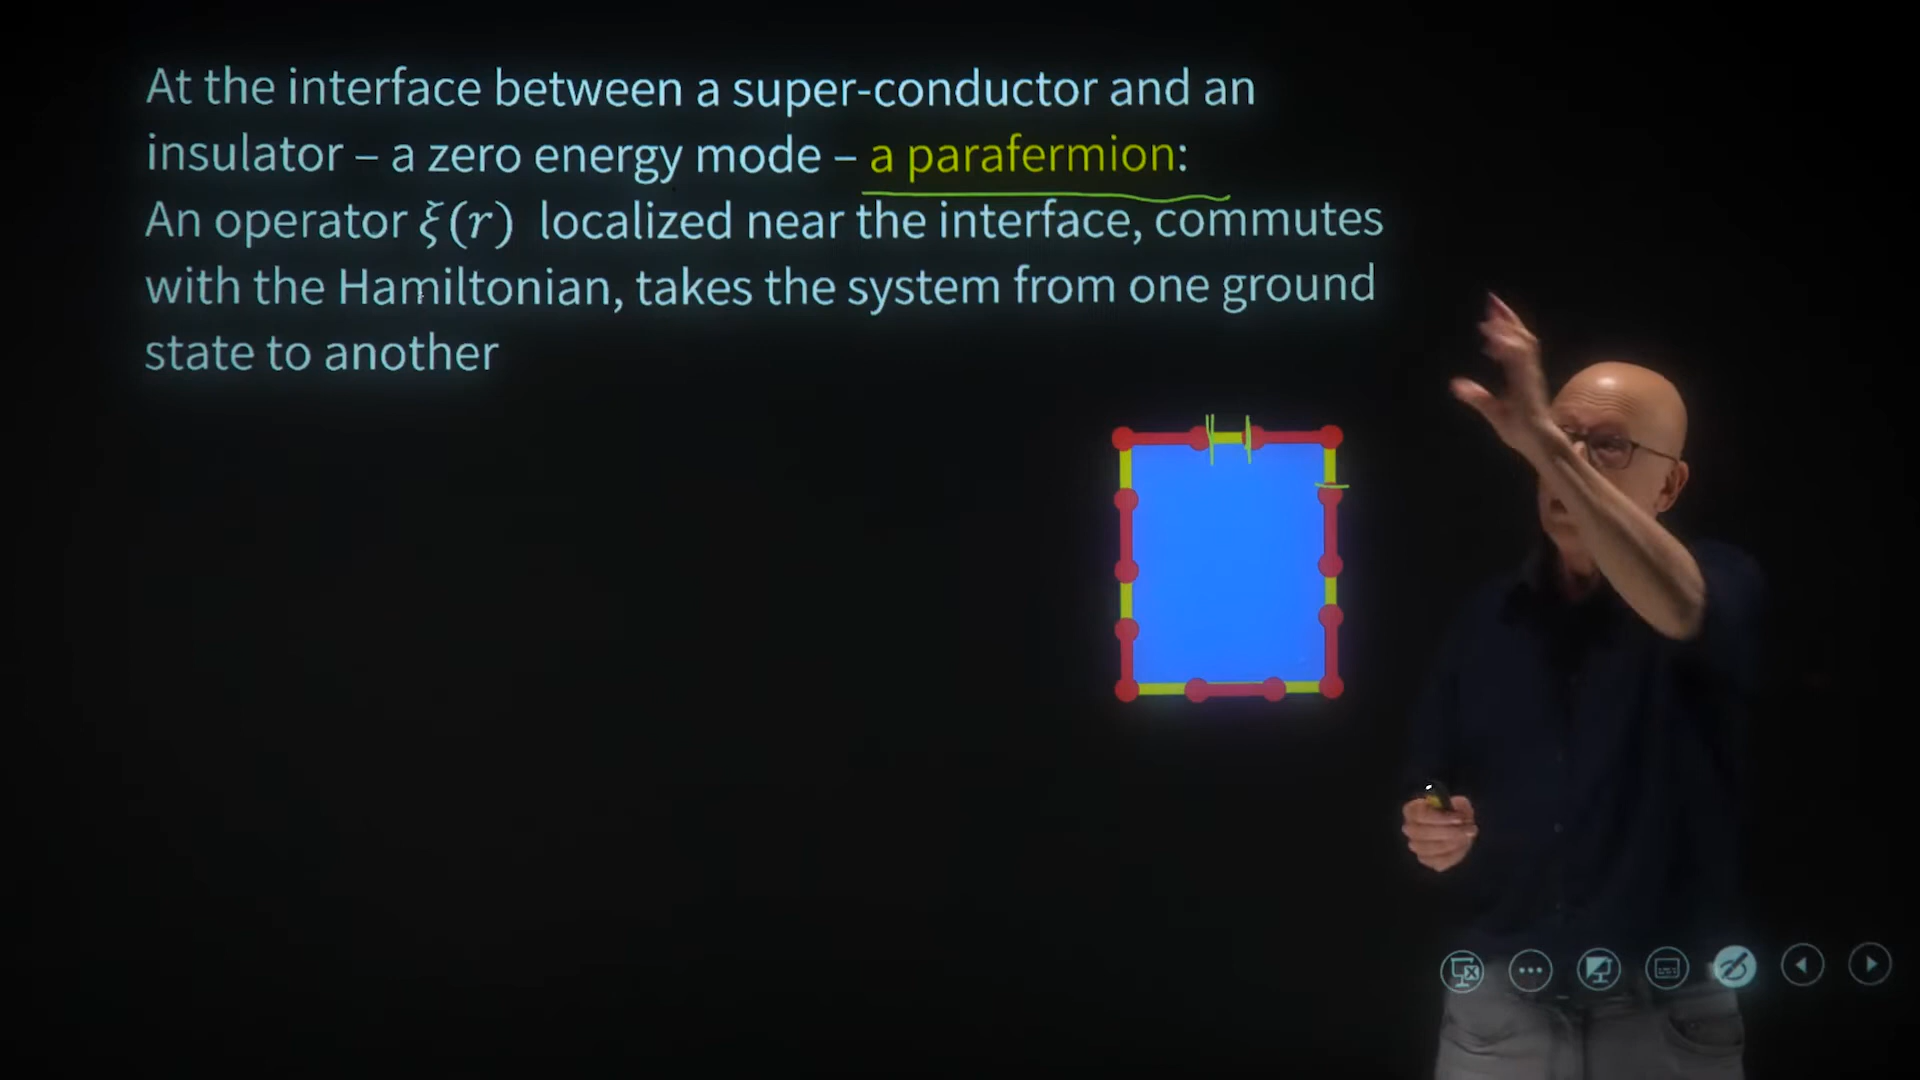 At the interface between a super-conductor and an
insulator – a zero energy mode – a parafermion:
An operator ξ(r) localized near the interface, commutes
with the Hamiltonian, takes the system from one ground
state to another